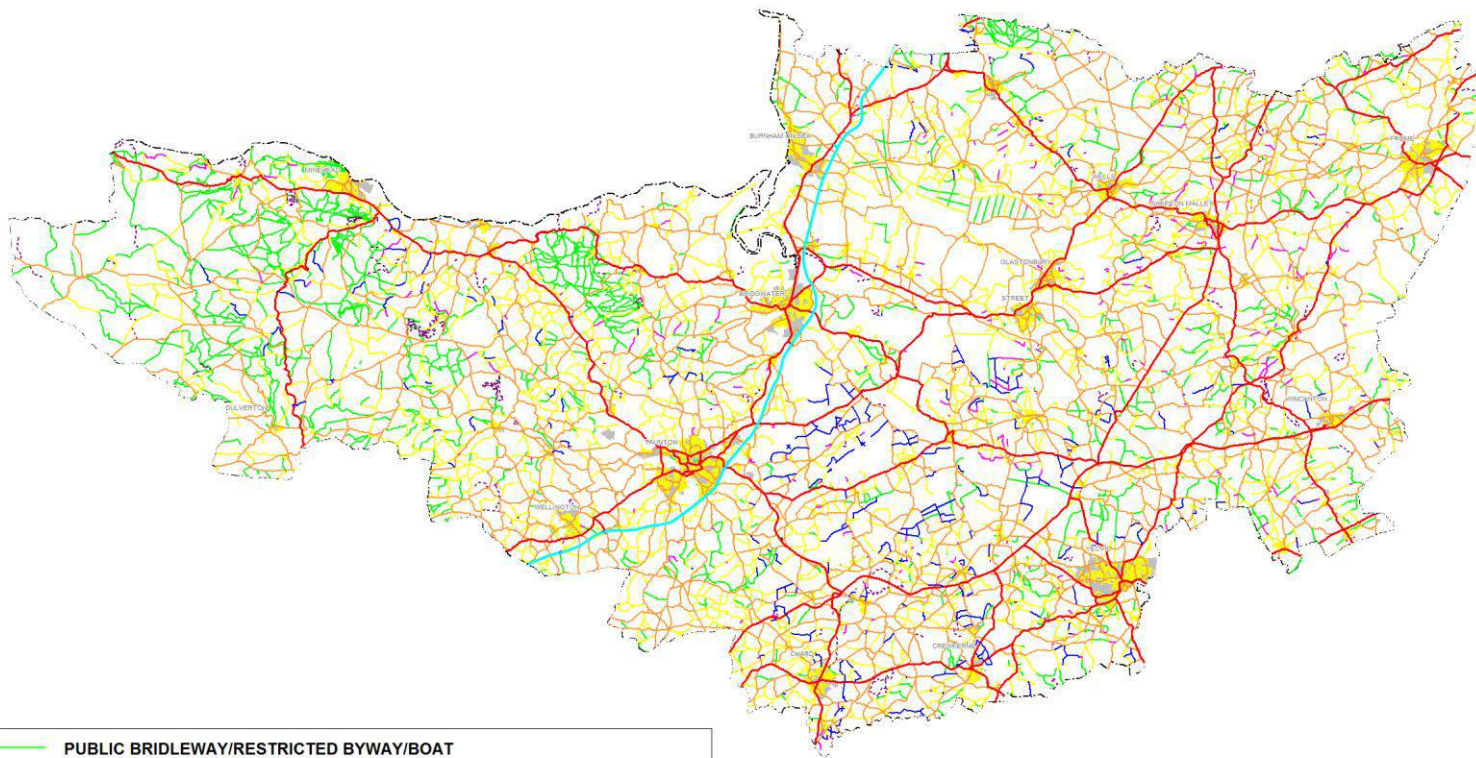 BURNHAM ON SEA
FROME
MINEHEAD
WELLS
SHEPTON MALLET
GLASTONBURY
BRIDGWATER
STREET
DULVERTON
WINCANTON
TAUNTON
WELLINGTON
YEOVIL
CREWKERNE
CHARD
PUBLIC BRIDLEWAY/RESTRICTED BYWAY/BOAT